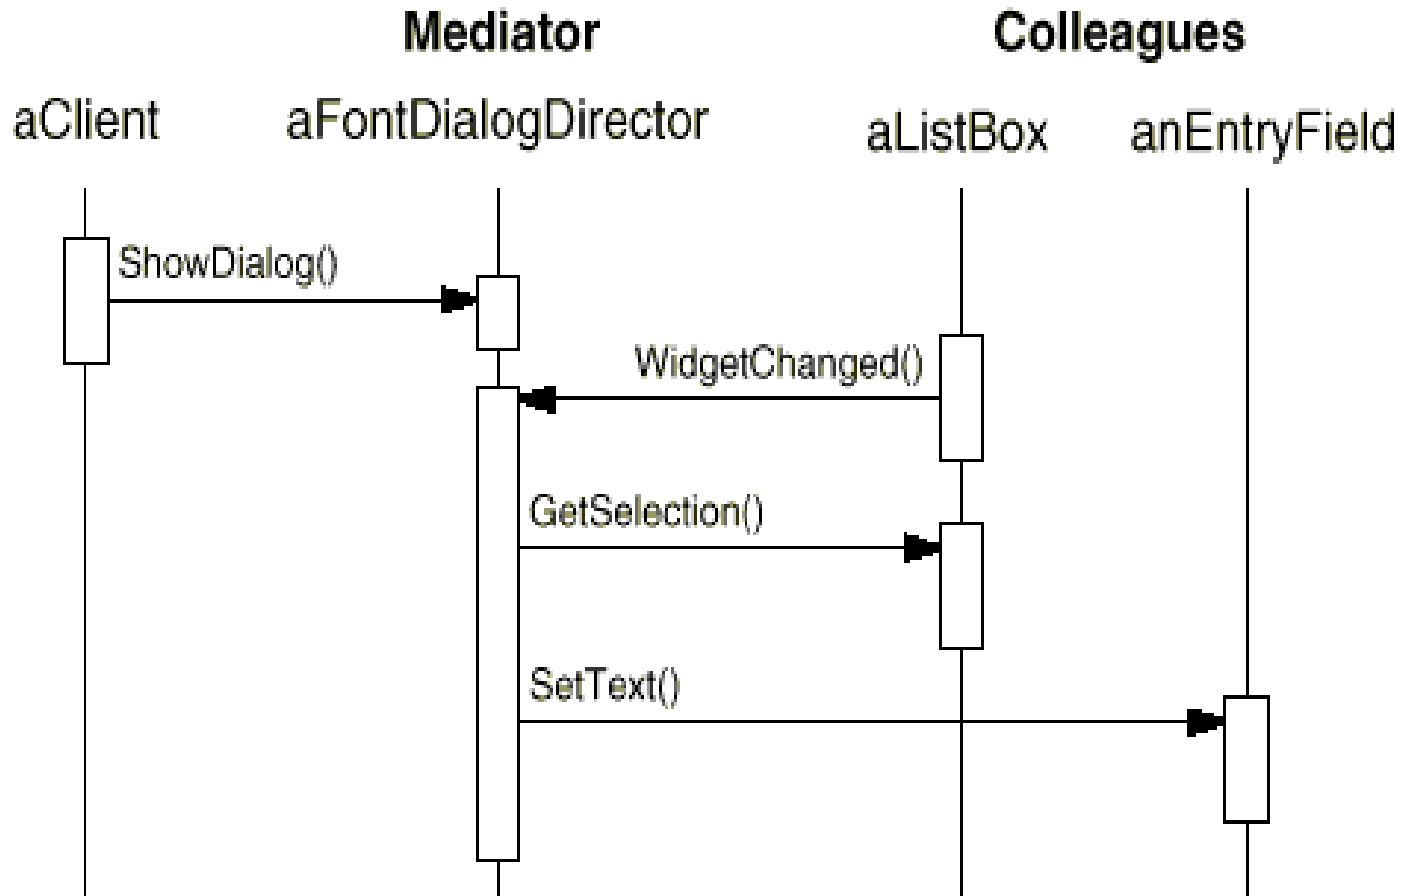 Mediator
Colleagues
aClient
aFontDialogDirector
aListBox
anEntryField
ShowDialog()
WidgetChanged()
GetSelection()
SetText()